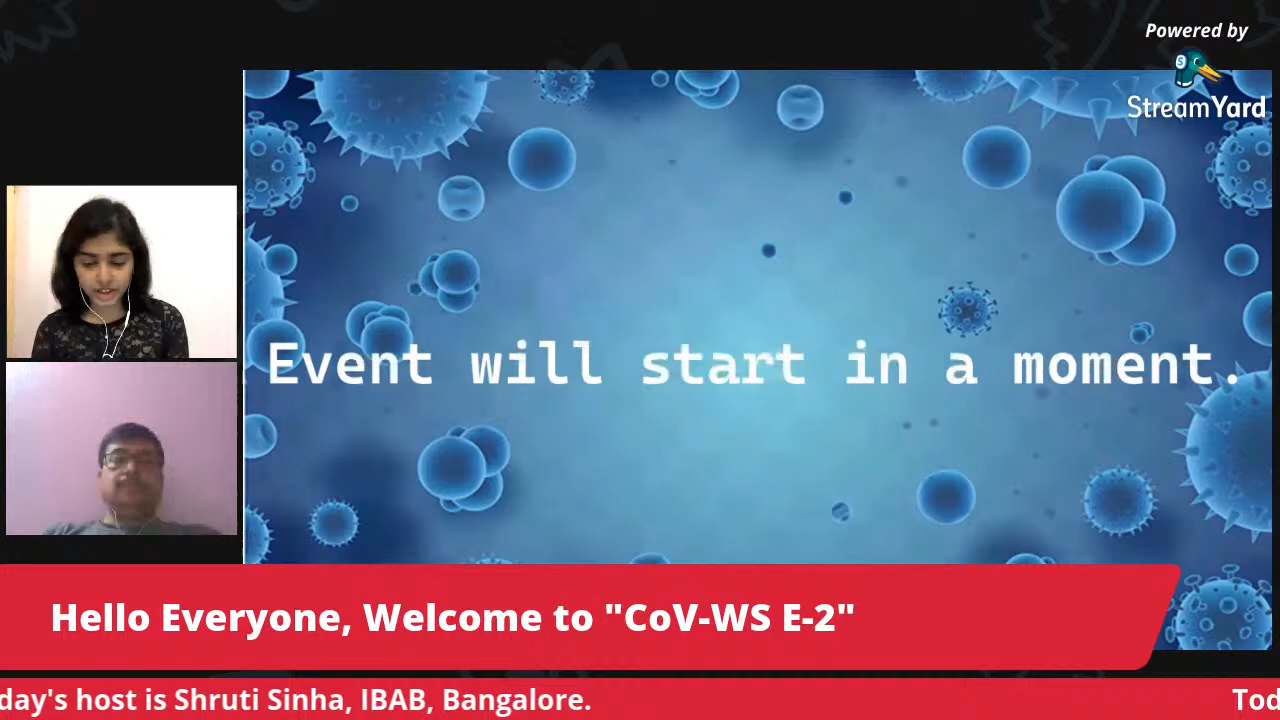 Powered by
StreamYard
Event will start in a moment.
Hello Everyone, Welcome to "CoV-WS E-2"
day's host is Shruti Sinha, IBAB, Bangalore. Tod